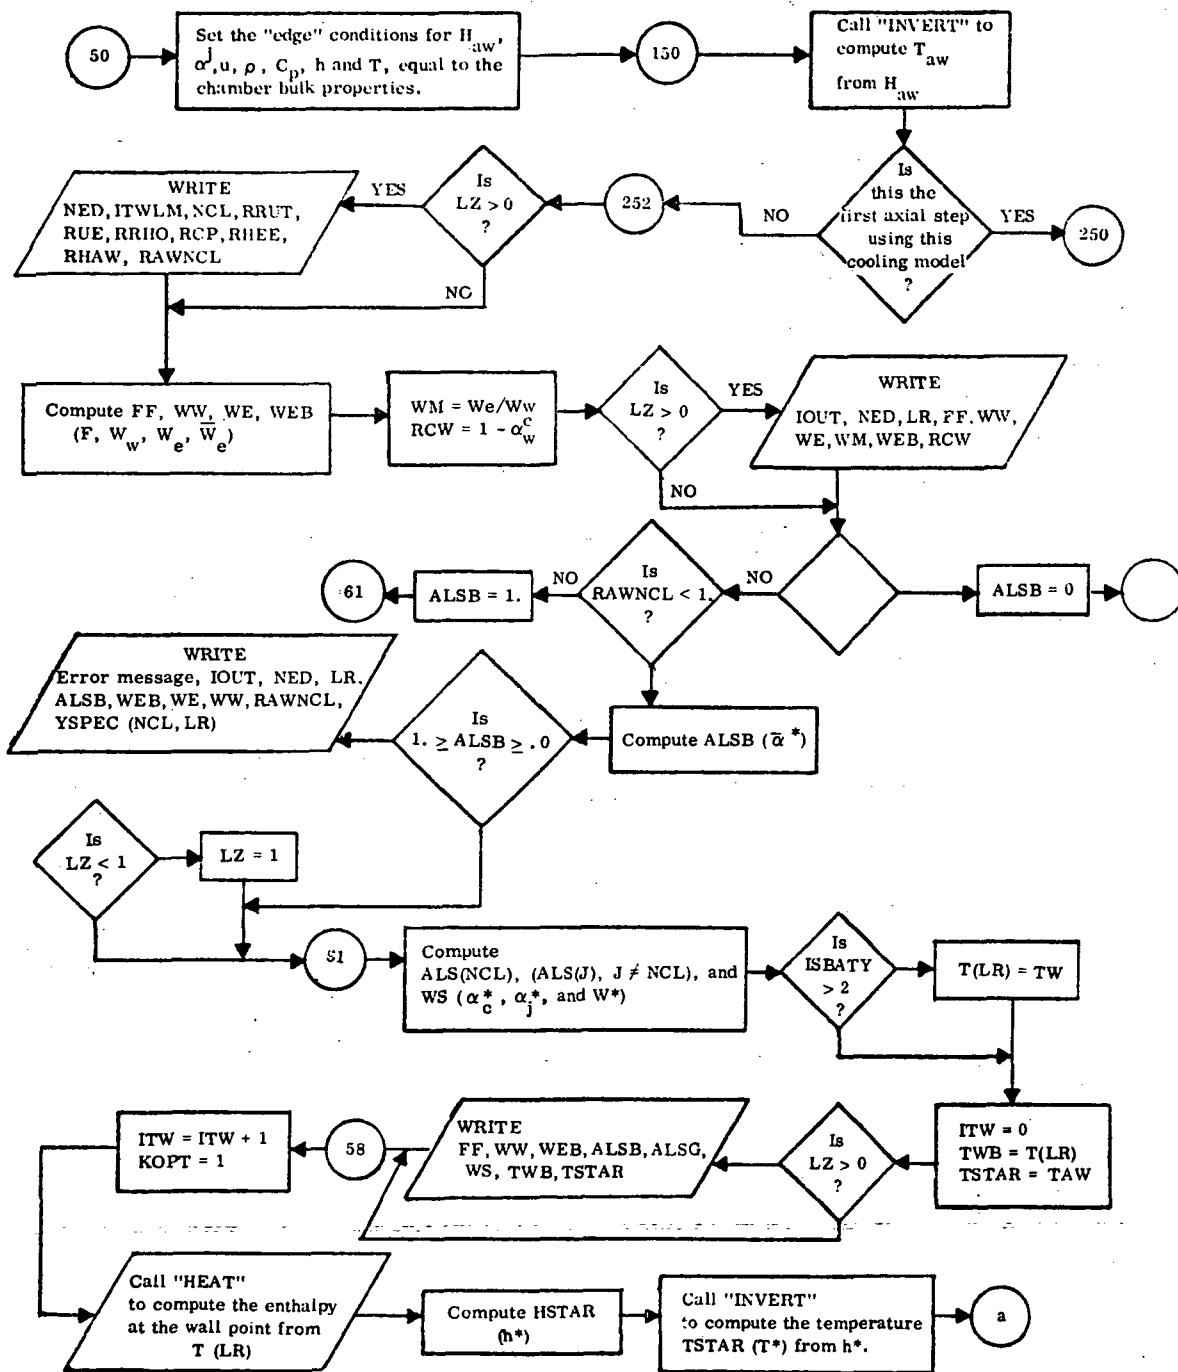 50
Set the "edge" conditions for H_aw,
α^j, u, ρ, C_p, h and T, equal to the
chamber bulk properties.
150
Call "INVERT" to
compute T_aw
from H_aw
Is
this the
first axial step
using this
cooling model
?
YES
250
NO
252
Is
LZ > 0
?
YES
NO
WRITE
NED, ITWLM, NCL, RRUT,
RUE, RRHO, RCP, RHEE,
RHAW, RAWNCL
Compute FF, WW, WE, WEB
(F, W_w, W_e, W̅_e)
WM = We/Ww
RCW = 1 - α_w^c
Is
LZ > 0
?
YES
NO
WRITE
IOUT, NED, LR, FF, WW,
WE, WM, WEB, RCW
61
ALSB = 1.
NO
Is
RAWNCL < 1.
?
NO
ALSB = 0
WRITE
Error message, IOUT, NED, LR.
ALSB, WEB, WE, WW, RAWNCL,
YSPEC (NCL, LR)
Is
1. ≥ ALSB ≥ .0
?
Compute ALSB (α̅*)
Is
LZ < 1
?
LZ = 1
S1
Compute
ALS(NCL), (ALS(J), J ≠ NCL), and
WS (α_c^*, α_j^*, and W*)
Is
ISBATY
> 2
?
T(LR) = TW
ITW = ITW + 1
KOPT = 1
58
WRITE
FF, WW, WEB, ALSB, ALSG,
WS, TWB, TSTAR
Is
LZ > 0
?
ITW = 0
TWB = T(LR)
TSTAR = TAW
Call "HEAT"
to compute the enthalpy
at the wall point from
T (LR)
Compute HSTAR
(h*)
Call "INVERT"
to compute the temperature
TSTAR (T*) from h*.
a